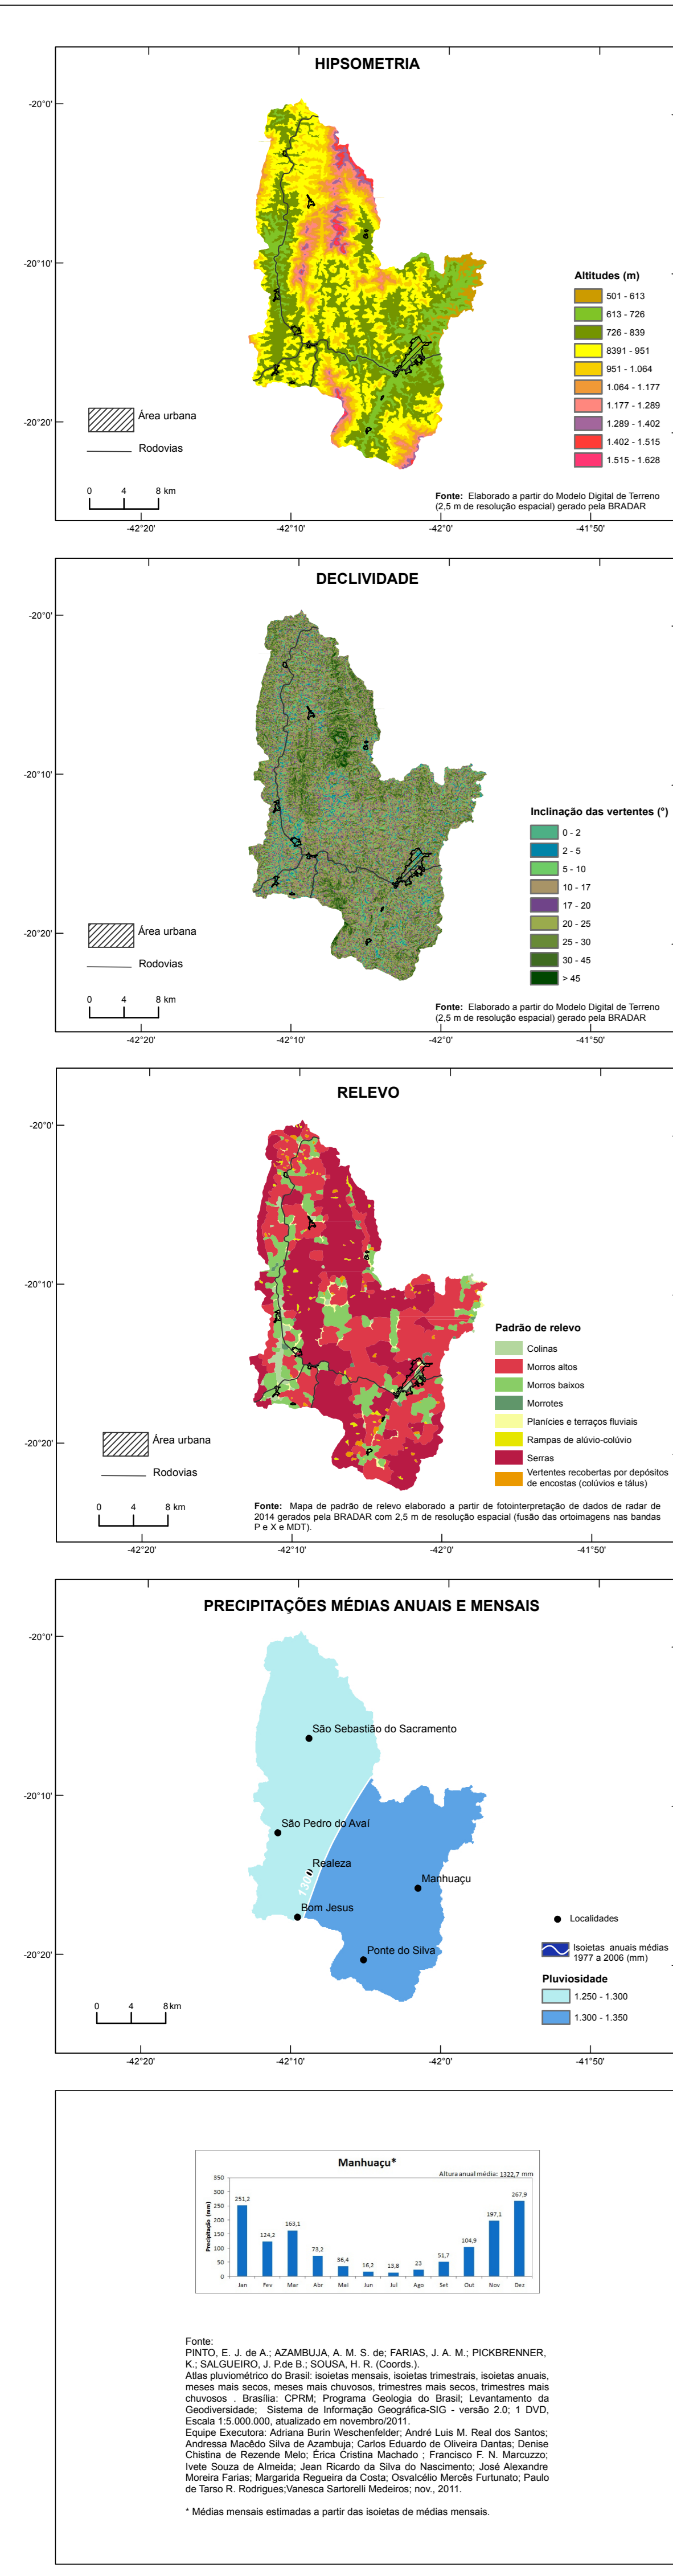 HIPSOMETRIA
-20°0'
-20°10'
-20°20'
Altitudes (m)
501 - 613
613 - 726
726 - 839
8391 - 951
951 - 1.064
1.064 - 1.177
1.177 - 1.289
1.289 - 1.402
1.402 - 1.515
1.515 - 1.628
Área urbana
Rodovias
0 4 8 km
Fonte: Elaborado a partir do Modelo Digital de Terreno
(2,5 m de resolução espacial) gerado pela BRADAR
-42°20' -42°10' -42°0' -41°50'
DECLIVIDADE
-20°0'
-20°10'
-20°20'
Inclinação das vertentes (°)
0 - 2
2 - 5
5 - 10
10 - 17
17 - 20
20 - 25
25 - 30
30 - 45
> 45
Área urbana
Rodovias
0 4 8 km
Fonte: Elaborado a partir do Modelo Digital de Terreno
(2,5 m de resolução espacial) gerado pela BRADAR
-42°20' -42°10' -42°0' -41°50'
RELEVO
-20°0'
-20°10'
-20°20'
Padrão de relevo
Colinas
Morros altos
Morros baixos
Morrotes
Planícies e terraços fluviais
Rampas de alúvio-colúvio
Serras
Vertentes recobertas por depósitos
de encostas (colúvios e tálus)
Área urbana
Rodovias
0 4 8 km
Fonte: Mapa de padrão de relevo elaborado a partir de fotointerpretação de dados de radar de
2014 gerados pela BRADAR com 2,5 m de resolução espacial (fusão das ortoimagens nas bandas
P e X e MDT).
-42°20' -42°10' -42°0' -41°50'
PRECIPITAÇÕES MÉDIAS ANUAIS E MENSAIS
-20°0'
-20°10'
-20°20'
São Sebastião do Sacramento
São Pedro do Avaí
Realeza
1300
Manhuaçu
Bom Jesus
Ponte do Silva
Localidades
Isoietas anuais médias
1977 a 2006 (mm)
Pluviosidade
1.250 - 1.300
1.300 - 1.350
0 4 8 km
-42°20' -42°10' -42°0' -41°50'
Manhuaçu*
Altura anual média: 1322,7 mm
Precipitação (mm)
350
300
250
200
150
100
50
0
251,2 124,2 163,1 73,2 36,4 16,2 13,8 23 51,7 104,9 197,1 267,9
Jan Fev Mar Abr Mai Jun Jul Ago Set Out Nov Dez
Fonte:
PINTO, E. J. de A.; AZAMBUJA, A. M. S. de; FARIAS, J. A. M.; PICKBRENNER,
K.; SALGUEIRO, J. P.de B.; SOUSA, H. R. (Coords.).
Atlas pluviométrico do Brasil: isoietas mensais, isoietas trimestrais, isoietas anuais,
meses mais secos, meses mais chuvosos, trimestres mais secos, trimestres mais
chuvosos . Brasília: CPRM; Programa Geologia do Brasil; Levantamento da
Geodiversidade; Sistema de Informação Geográfica-SIG - versão 2.0; 1 DVD,
Escala 1:5.000.000, atualizado em novembro/2011.
Equipe Executora: Adriana Burin Weschenfelder; André Luis M. Real dos Santos;
Andressa Macêdo Silva de Azambuja; Carlos Eduardo de Oliveira Dantas; Denise
Chistina de Rezende Melo; Érica Cristina Machado ; Francisco F. N. Marcuzzo;
Ivete Souza de Almeida; Jean Ricardo da Silva do Nascimento; José Alexandre
Moreira Farias; Margarida Regueira da Costa; Osvalcélio Mercês Furtunato; Paulo
de Tarso R. Rodrigues;Vanesca Sartorelli Medeiros; nov., 2011.
* Médias mensais estimadas a partir das isoietas de médias mensais.